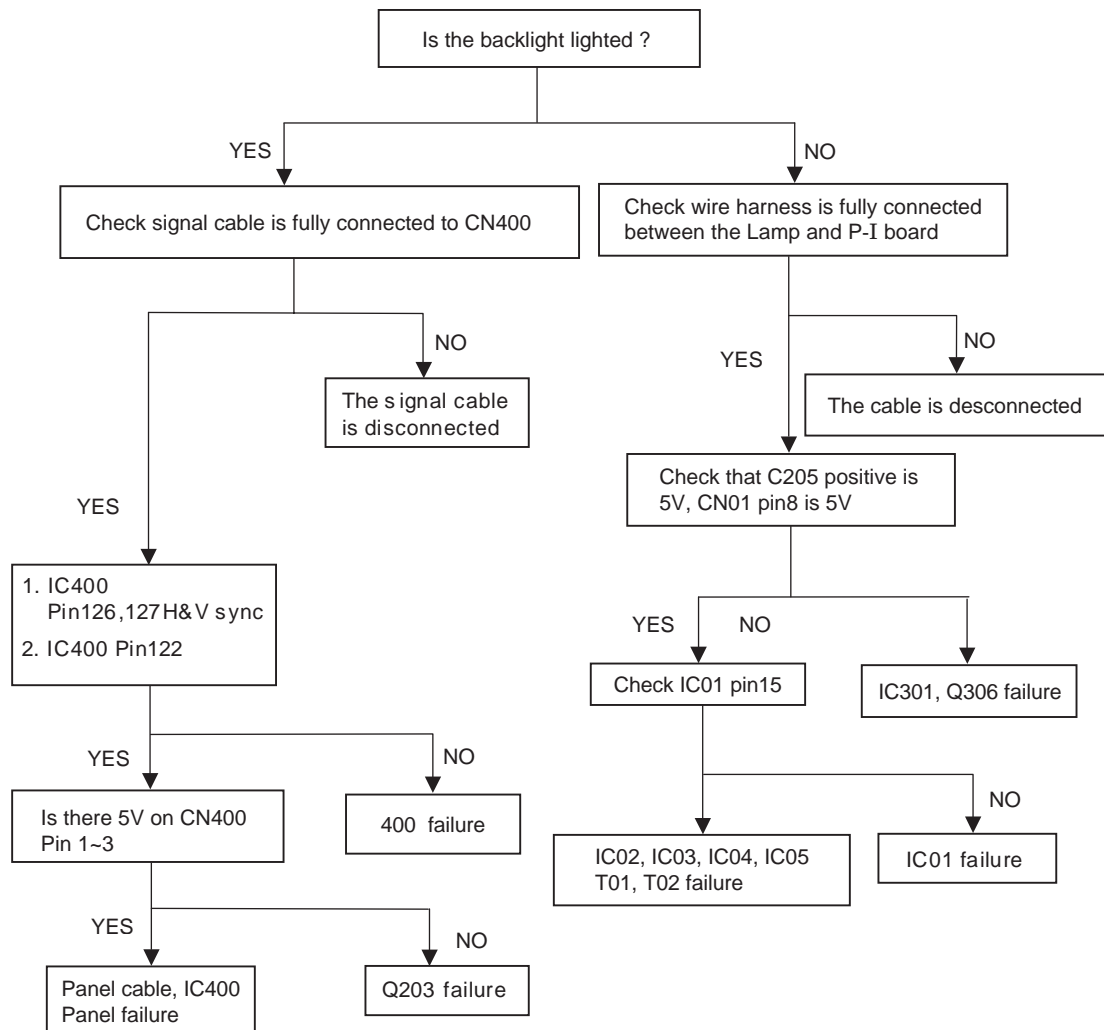 Is the backlight lighted ?
YES
NO
Check signal cable is fully connected to CN400
Check wire harness is fully connected
between the Lamp and P-I board
NO
YES
NO
The signal cable
is disconnected
The cable is desconnected
YES
Check that C205 positive is
5V, CN01 pin8 is 5V
1. IC400
Pin126,127H&V sync
2. IC400 Pin122
YES
NO
Check IC01 pin15
IC301, Q306 failure
YES
NO
NO
Is there 5V on CN400
Pin 1~3
400 failure
IC02, IC03, IC04, IC05
T01, T02 failure
IC01 failure
YES
NO
Panel cable, IC400
Panel failure
Q203 failure